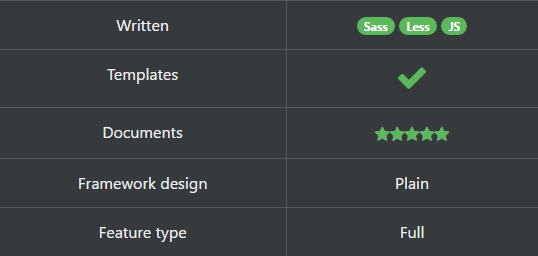 Written Sass Less JS
Templates
Documents
Framework design Plain
Feature type Full